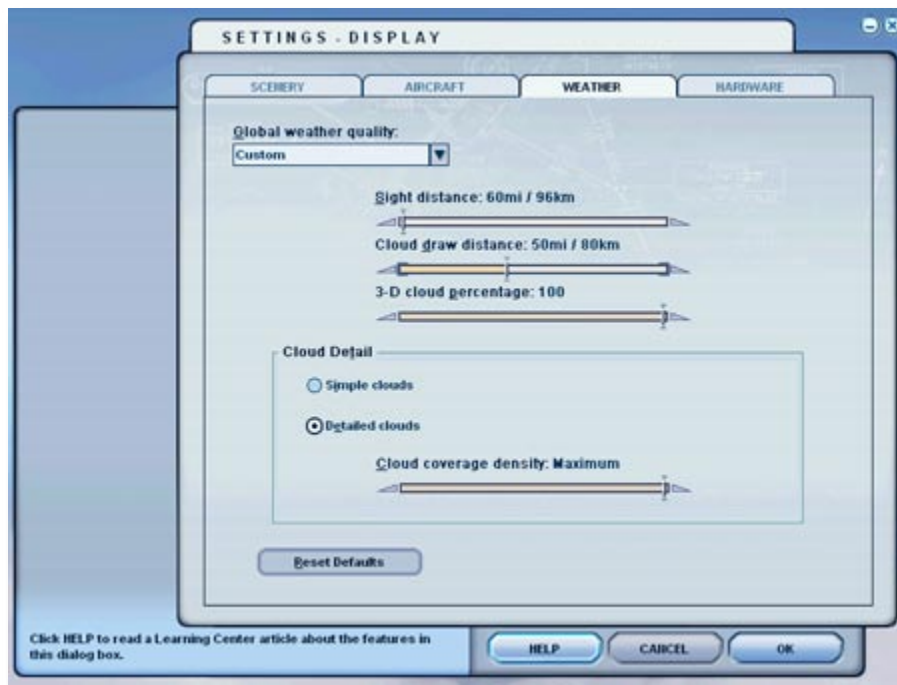 SETTINGS - DISPLAY
SCENERY AIRCRAFT WEATHER HARDWARE
Global weather quality:
Custom
Sight distance: 60mi / 96km
Cloud draw distance: 50mi / 80km
3-D cloud percentage: 100
Cloud Detail
Simple clouds
Detailed clouds
Cloud coverage density: Maximum
Reset Defaults
Click HELP to read a Learning Center article about the features in
this dialog box.
HELP CANCEL OK